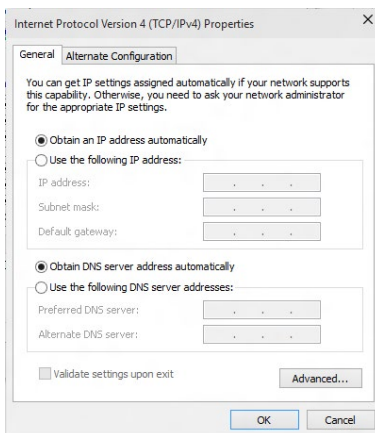 Internet Protocol Version 4 (TCP/IPv4) Properties
General
Alternate Configuration
You can get IP settings assigned automatically if your network supports
this capability. Otherwise, you need to ask your network administrator
for the appropriate IP settings.
Obtain an IP address automatically
Use the following IP address:
IP address:
Subnet mask:
Default gateway:
Obtain DNS server address automatically
Use the following DNS server addresses:
Preferred DNS server:
Alternate DNS server:
Validate settings upon exit
Advanced...
OK
Cancel